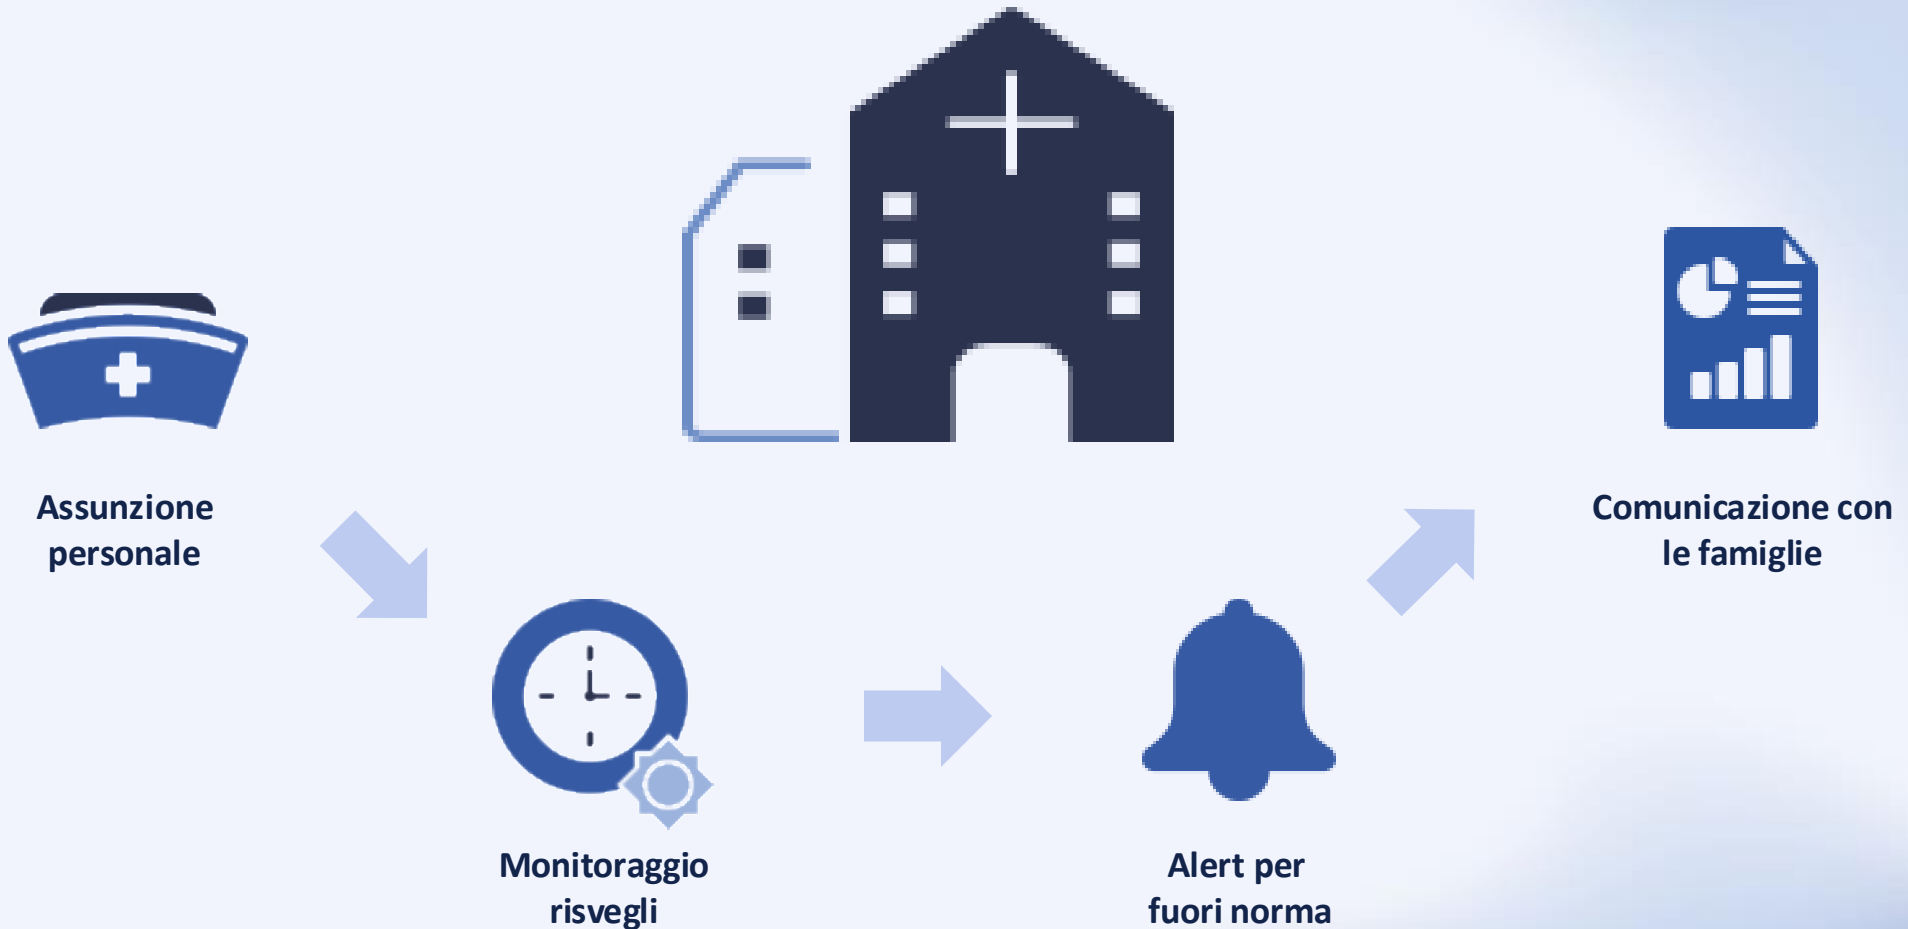 Assunzione
personale
Monitoraggio
risvegli
Alert per
fuori norma
Comunicazione con
le famiglie